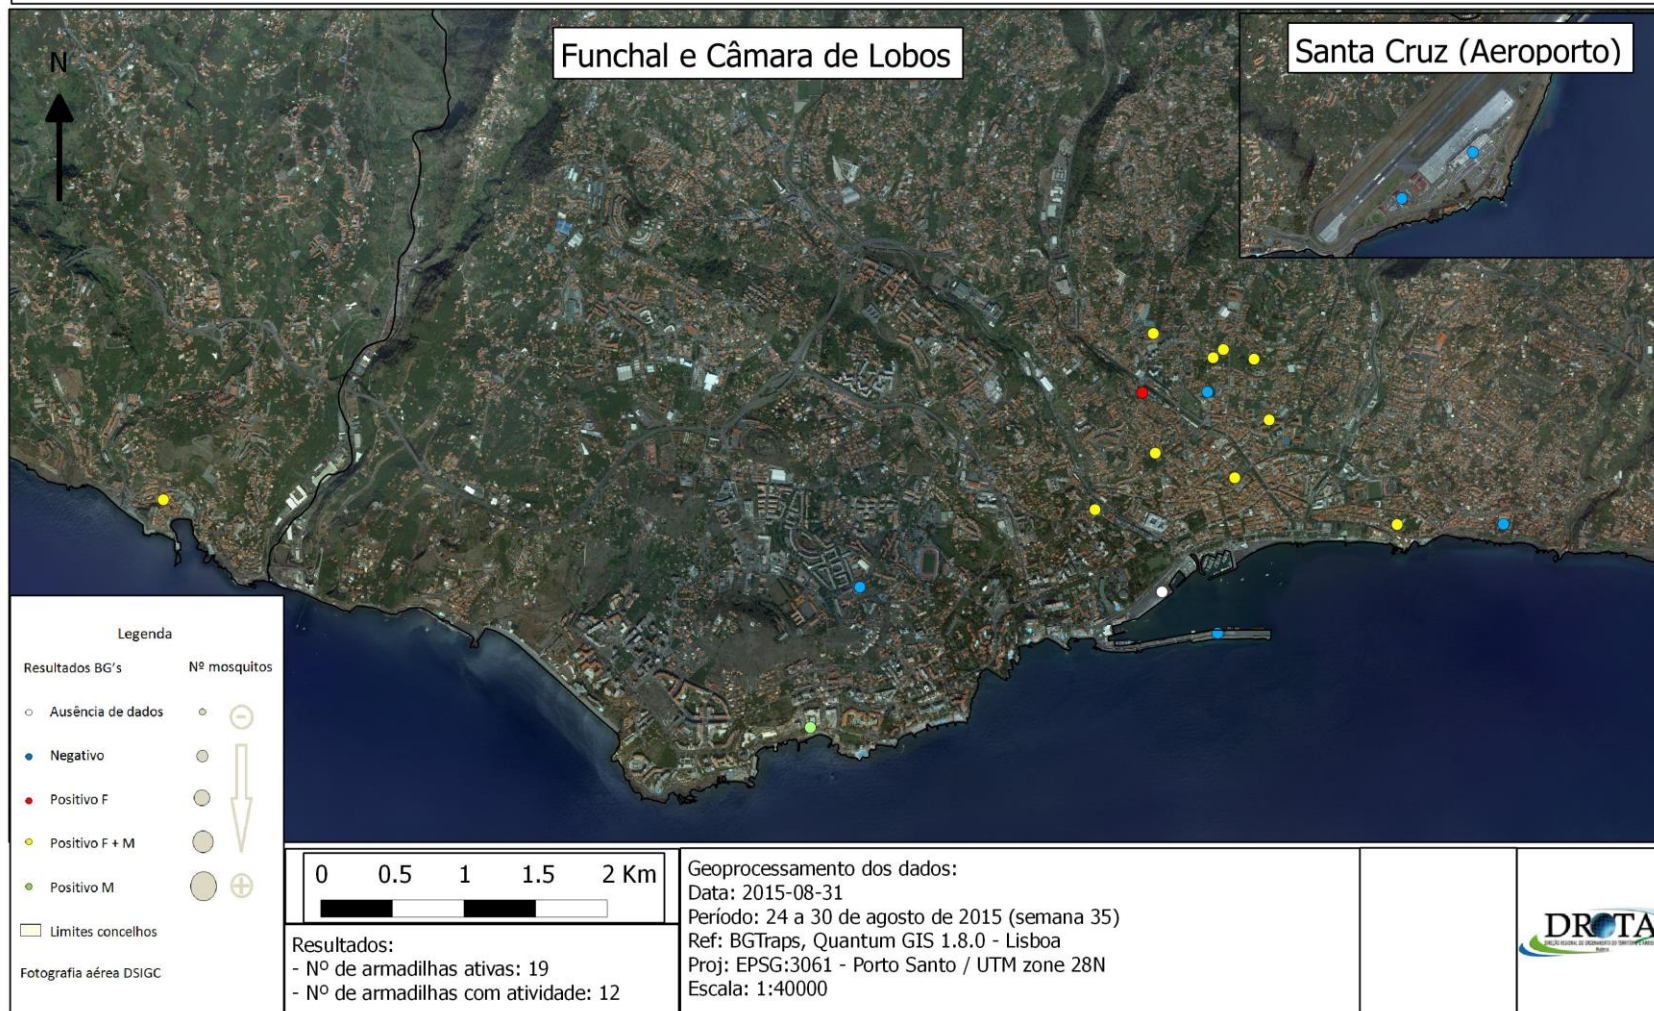 Funchal e Câmara de Lobos
Santa Cruz (Aeroporto)
N
Legenda
Resultados BG's Nº mosquitos
Ausência de dados
Negativo
Positivo F
Positivo F + M
Positivo M
Limites concelhos
Fotografia aérea DSIGC
0 0.5 1 1.5 2 Km
Resultados:
- Nº de armadilhas ativas: 19
- Nº de armadilhas com atividade: 12
Geoprocessamento dos dados:
Data: 2015-08-31
Período: 24 a 30 de agosto de 2015 (semana 35)
Ref: BGTraps, Quantum GIS 1.8.0 - Lisboa
Proj: EPSG:3061 - Porto Santo / UTM zone 28N
Escala: 1:40000
DROTA